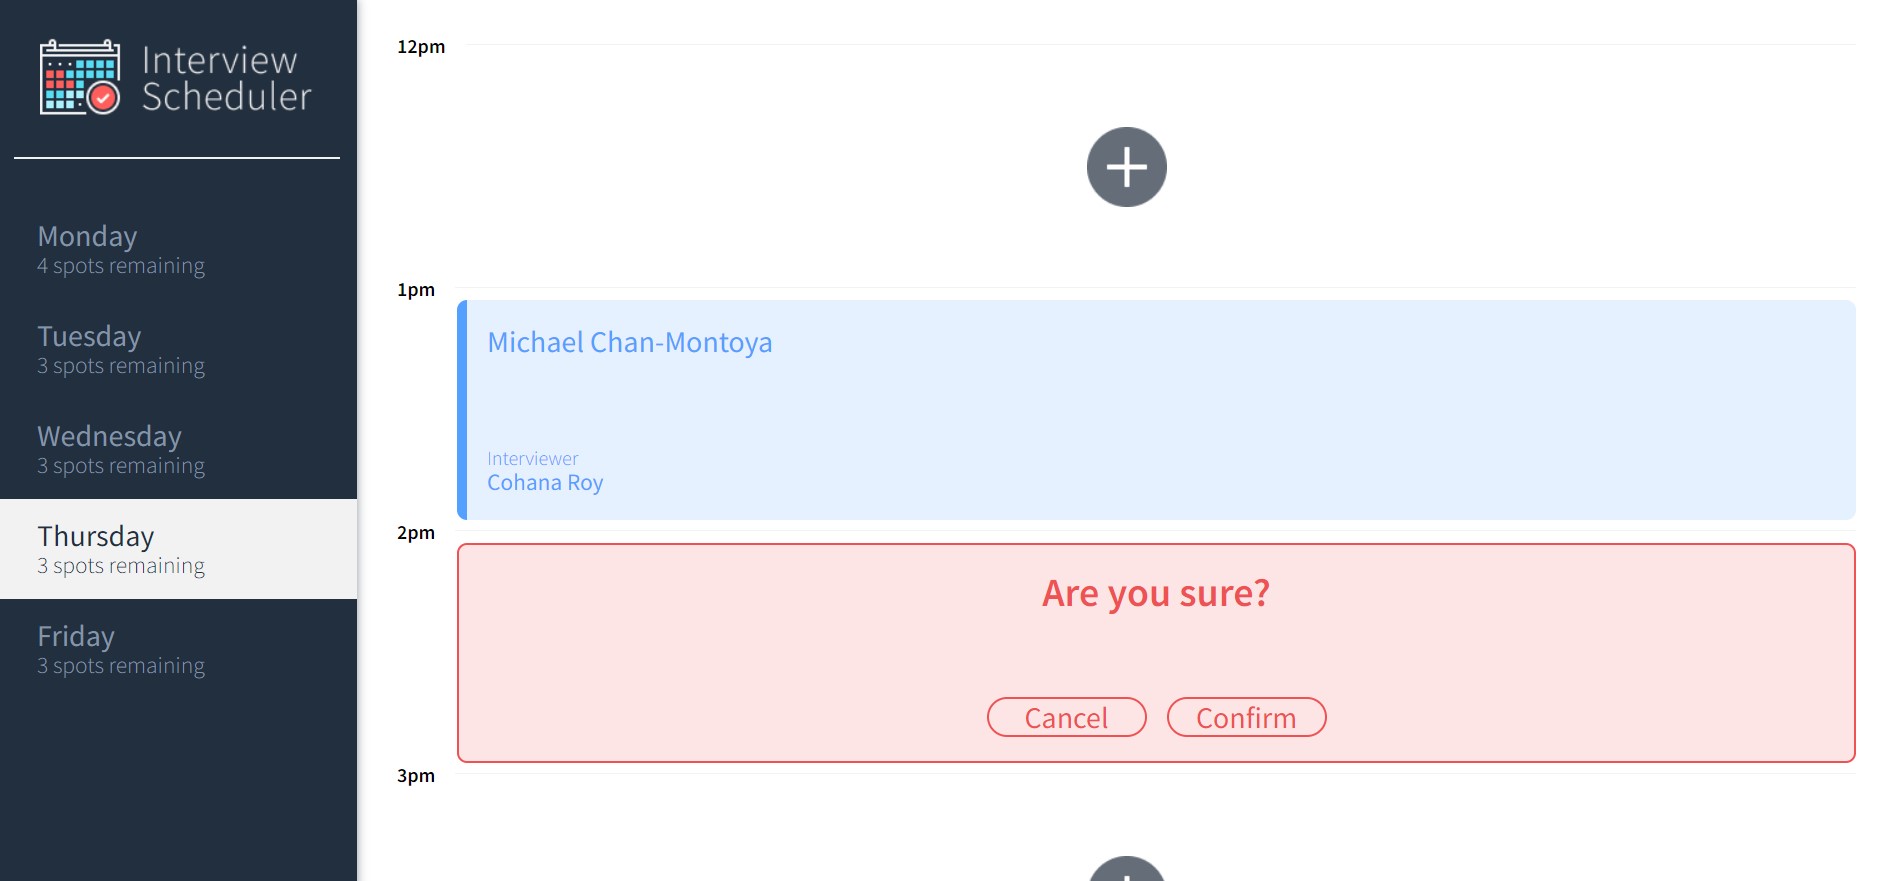 Interview
Scheduler
Monday
4 spots remaining
Tuesday
3 spots remaining
Wednesday
3 spots remaining
Thursday
3 spots remaining
Friday
3 spots remaining
12pm
1pm
Michael Chan-Montoya
Interviewer
Cohana Roy
2pm
Are you sure?
Cancel Confirm
3pm